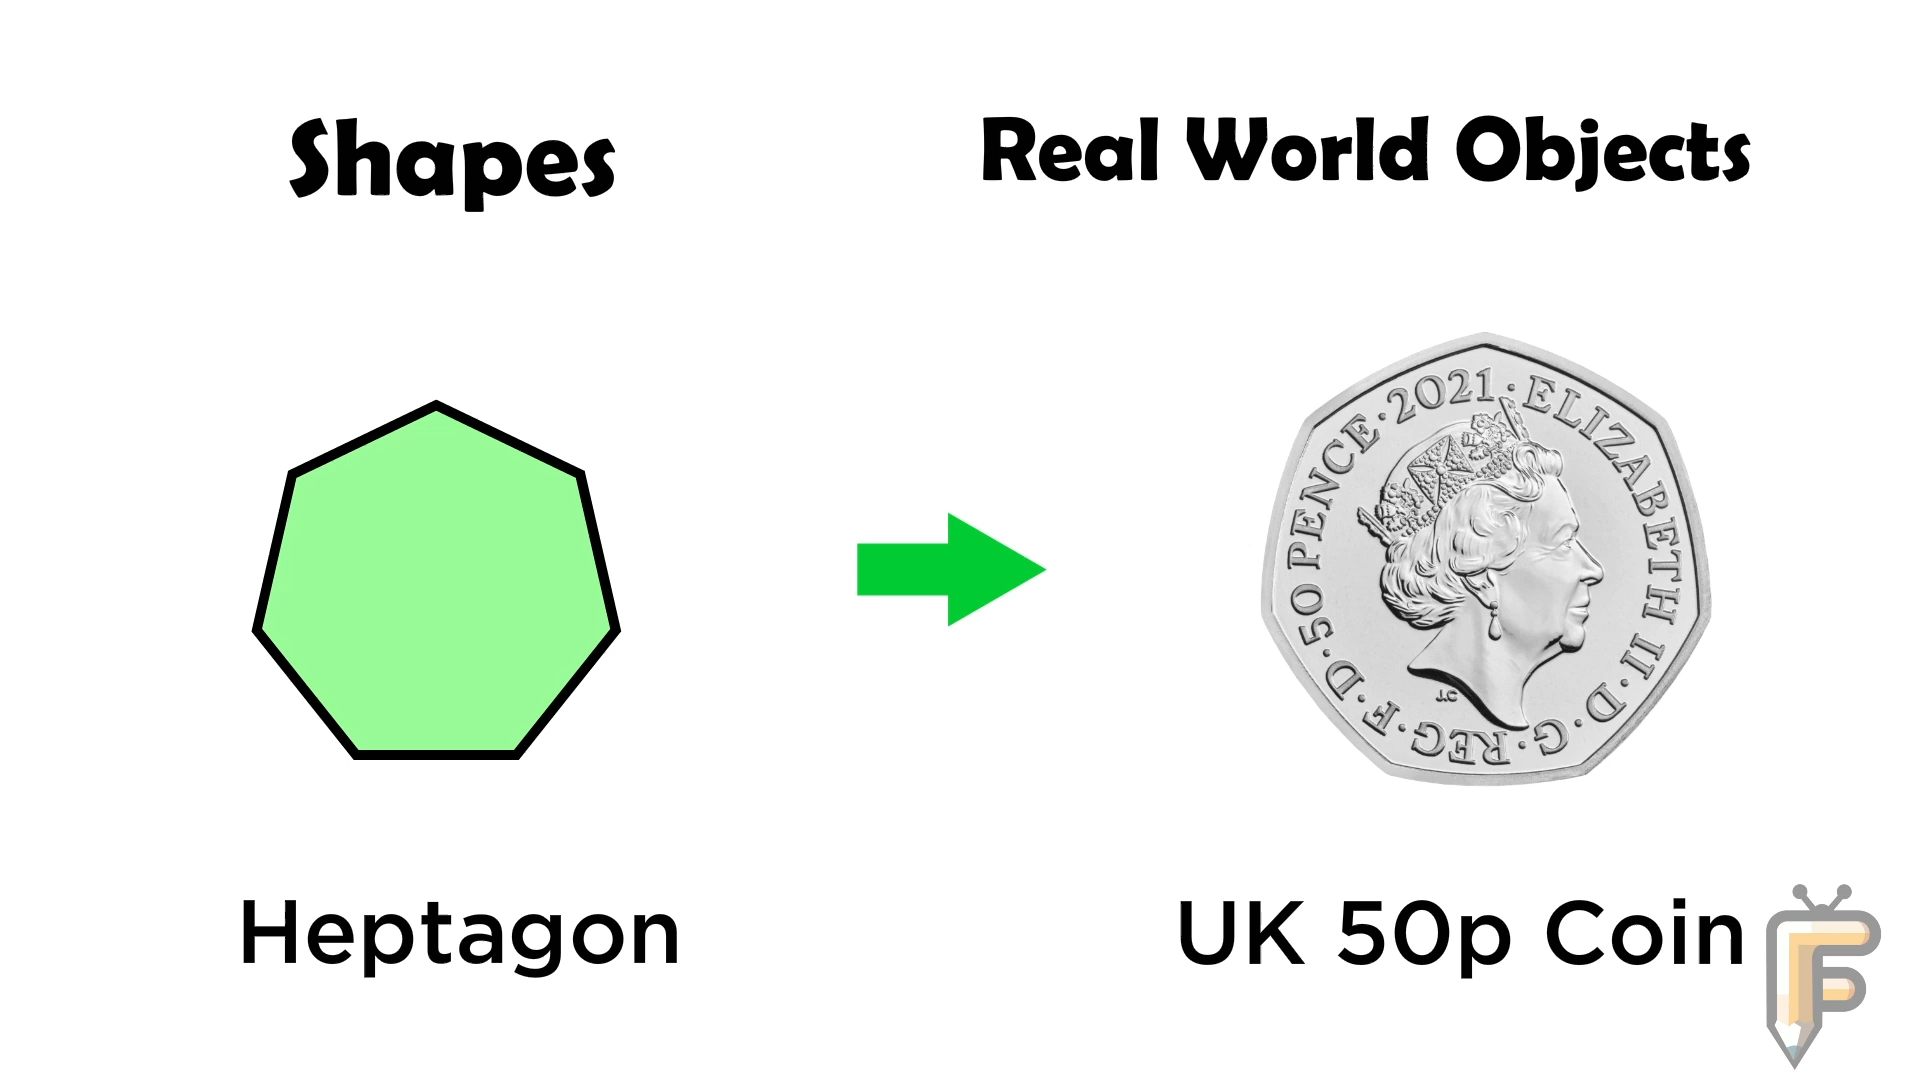 Shapes
Real World Objects
D·50 PENCE·2021·ELIZABETH II·D·G·REG·F·
J.C
Heptagon
UK 50p Coin